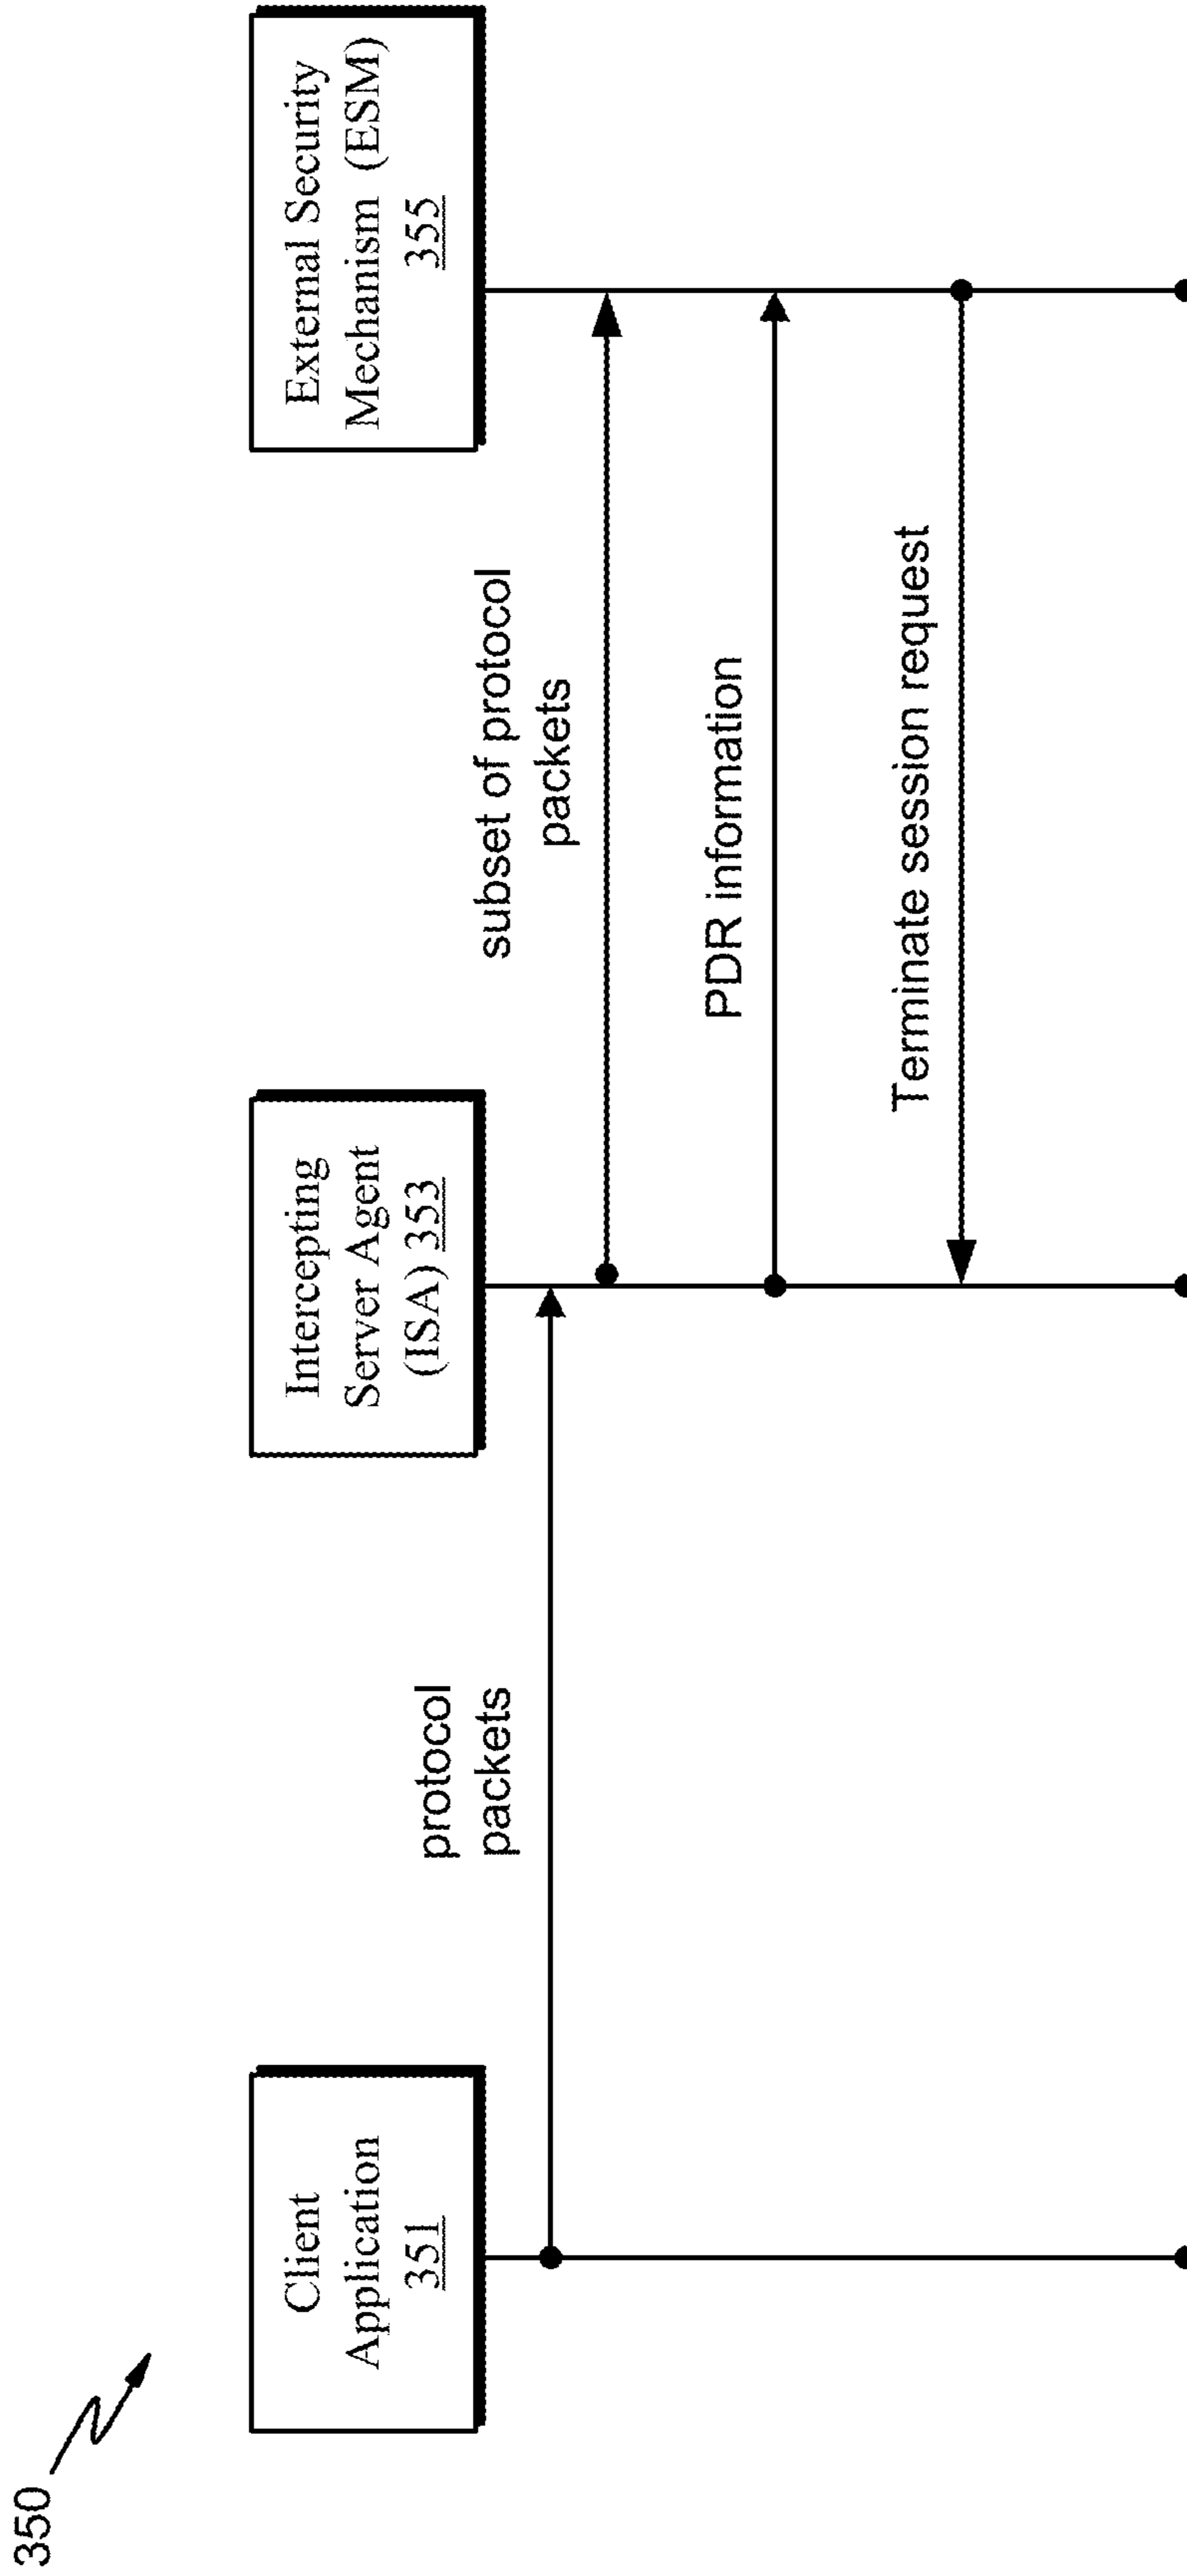 350
Client
Application
351
Intercepting
Server Agent
(ISA) 353
External Security
Mechanism (ESM)
355
protocol
packets
subset of protocol
packets
PDR information
Terminate session request